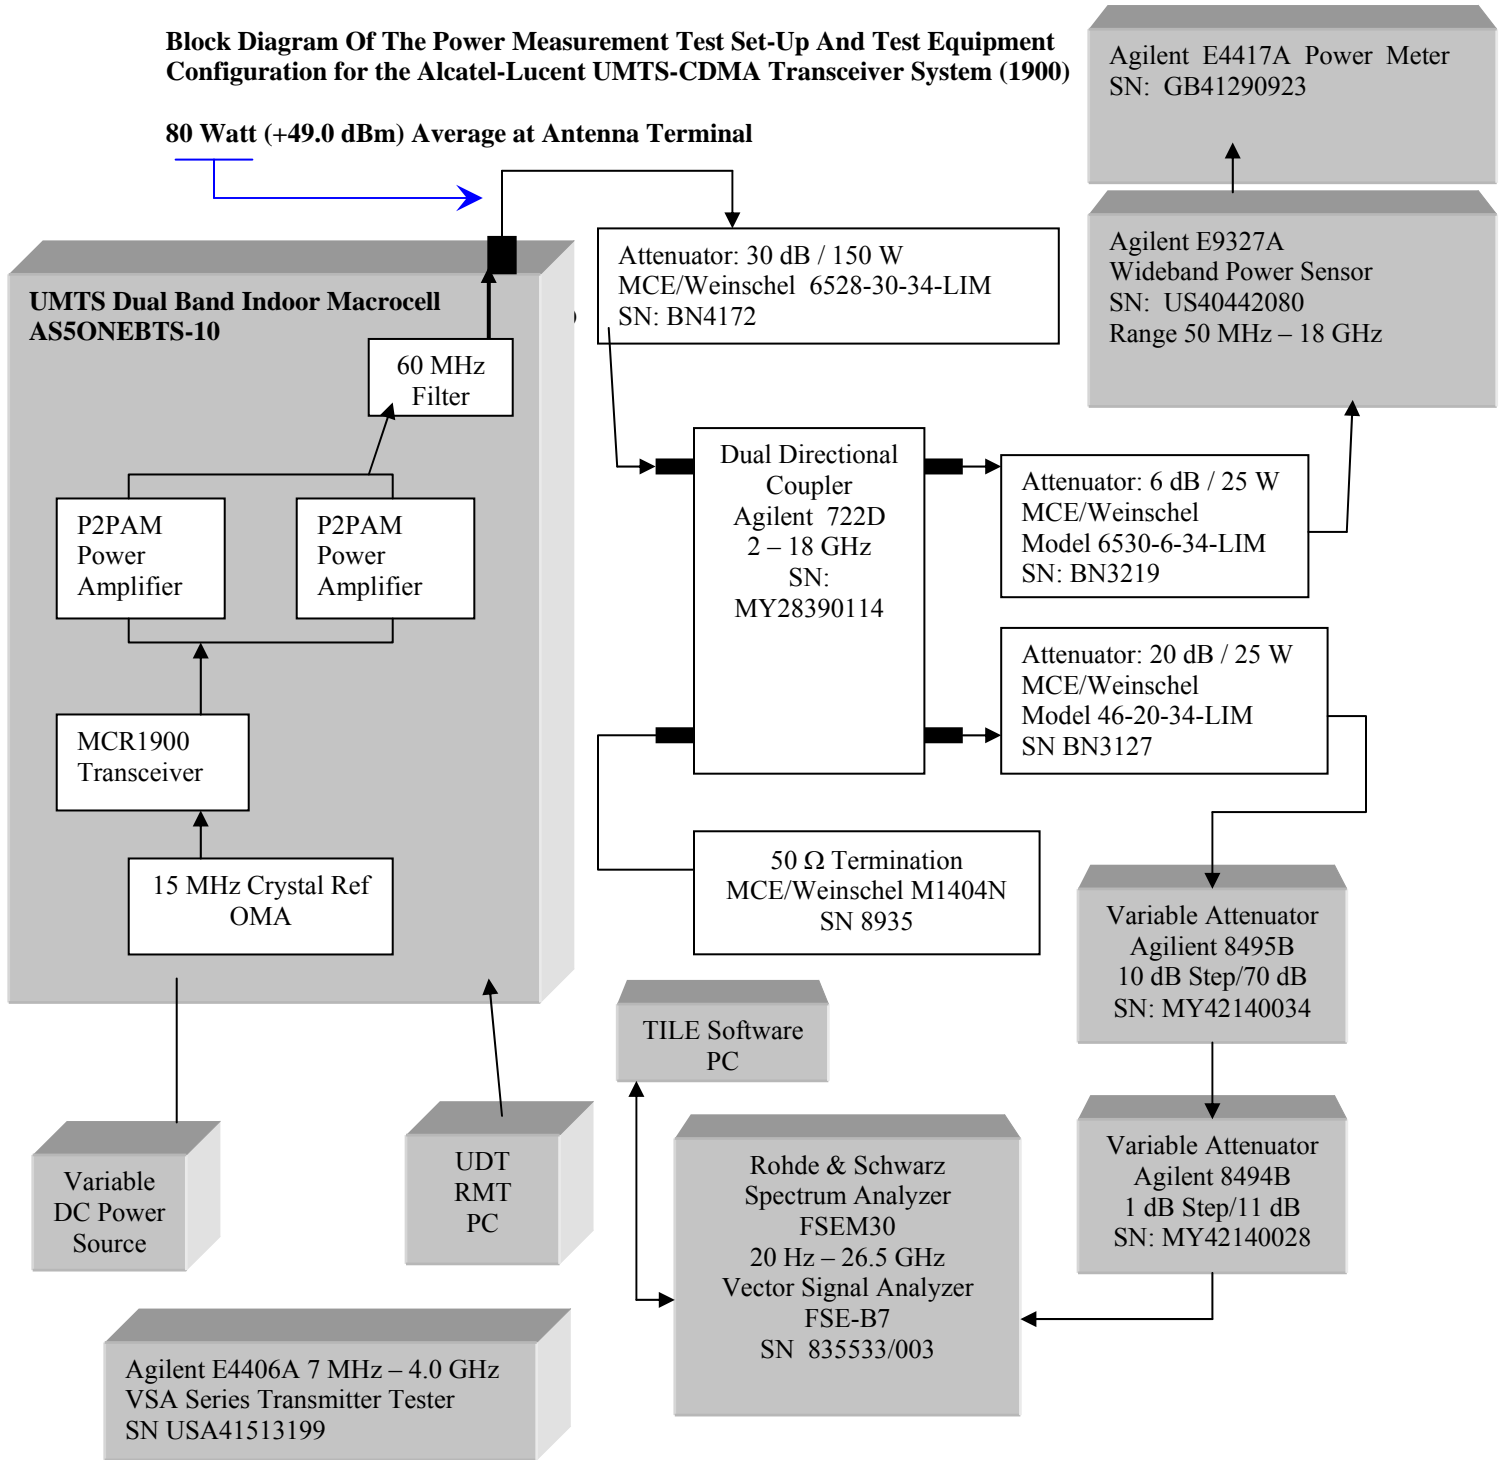 Block Diagram Of The Power Measurement Test Set-Up And Test Equipment
Configuration for the Alcatel-Lucent UMTS-CDMA Transceiver System (1900)
80 Watt (+49.0 dBm) Average at Antenna Terminal
Agilent E4417A Power Meter
SN: GB41290923
Agilent E9327A
Wideband Power Sensor
SN: US40442080
Range 50 MHz – 18 GHz
Attenuator: 30 dB / 150 W
MCE/Weinschel 6528-30-34-LIM
SN: BN4172
UMTS Dual Band Indoor Macrocell
AS5ONEBTS-10
60 MHz
Filter
P2PAM
Power
Amplifier
P2PAM
Power
Amplifier
MCR1900
Transceiver
15 MHz Crystal Ref
OMA
Dual Directional
Coupler
Agilent 722D
2 – 18 GHz
SN:
MY28390114
Attenuator: 6 dB / 25 W
MCE/Weinschel
Model 6530-6-34-LIM
SN: BN3219
Attenuator: 20 dB / 25 W
MCE/Weinschel
Model 46-20-34-LIM
SN BN3127
50 Ω Termination
MCE/Weinschel M1404N
SN 8935
Variable Attenuator
Agilient 8495B
10 dB Step/70 dB
SN: MY42140034
TILE Software
PC
Variable Attenuator
Agilent 8494B
1 dB Step/11 dB
SN: MY42140028
Variable
DC Power
Source
UDT
RMT
PC
Rohde & Schwarz
Spectrum Analyzer
FSEM30
20 Hz – 26.5 GHz
Vector Signal Analyzer
FSE-B7
SN 835533/003
Agilent E4406A 7 MHz – 4.0 GHz
VSA Series Transmitter Tester
SN USA41513199